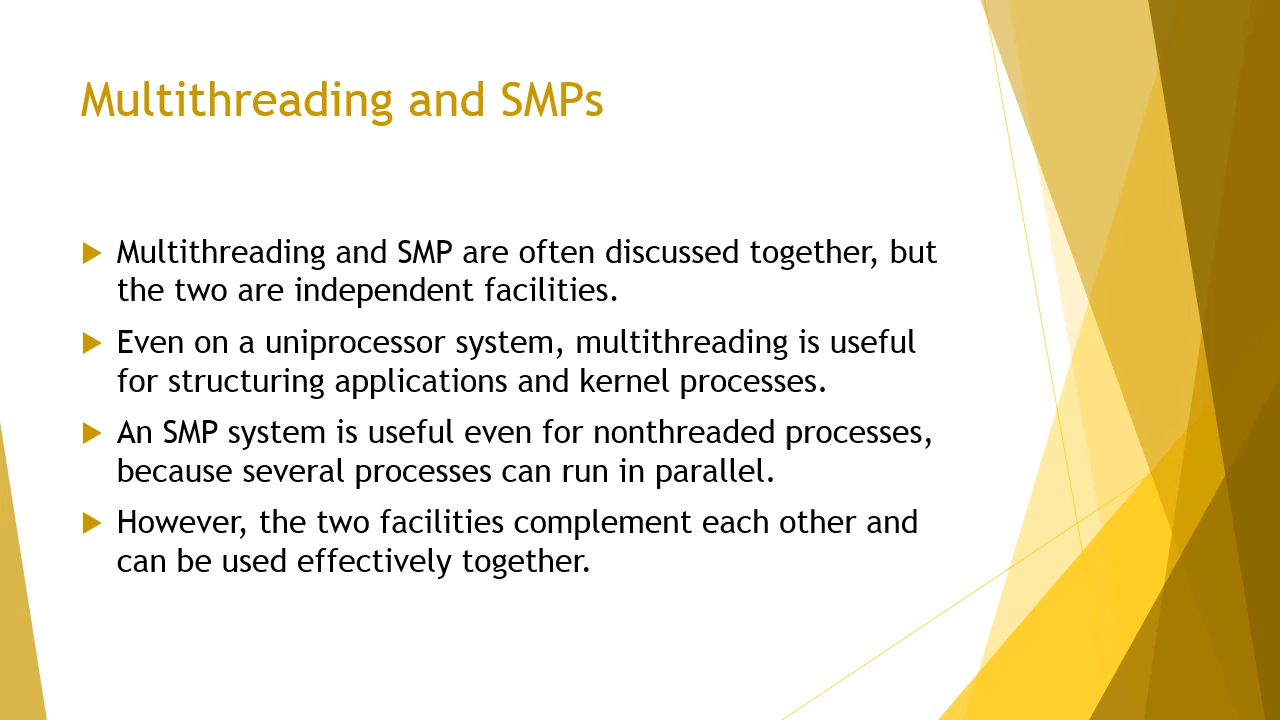 Multithreading and SMPs
Multithreading and SMP are often discussed together, but
the two are independent facilities.
Even on a uniprocessor system, multithreading is useful
for structuring applications and kernel processes.
An SMP system is useful even for nonthreaded processes,
because several processes can run in parallel.
However, the two facilities complement each other and
can be used effectively together.